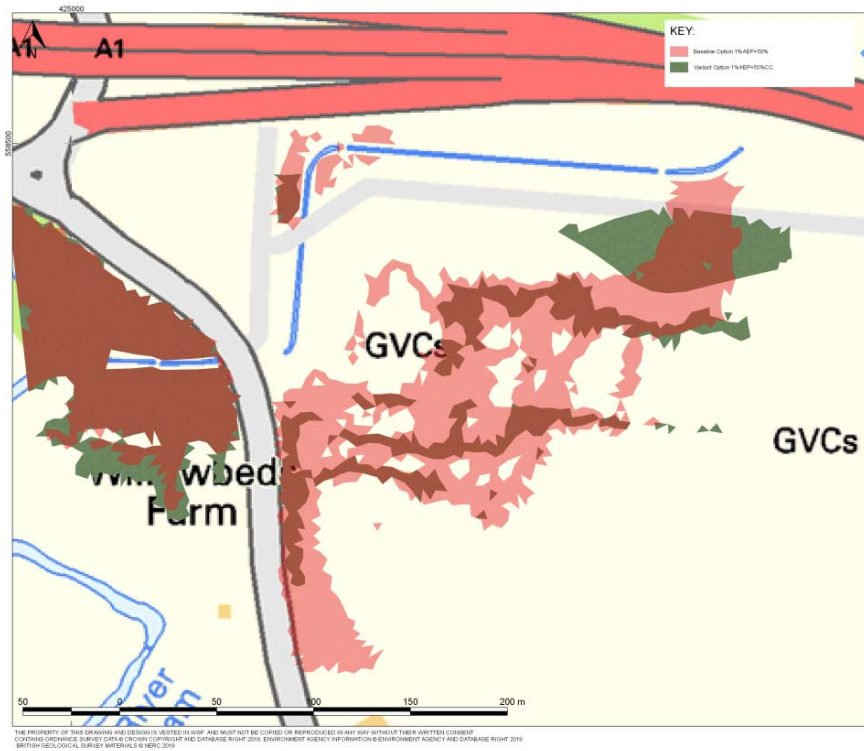 425000
KEY:
Baseline Option 1%AEP+50%
Viaduct Option 1%AEP+50%CC
A1
A1
N
558500
GVCs
GVCs
Farm
River
50 0 50 100 150 200 m
THE PROPERTY OF THIS DRAWING AND DESIGN IS VESTED IN WSP AND MUST NOT BE COPIED OR REPRODUCED IN ANY WAY WITHOUT THEIR WRITTEN CONSENT
CONTAINS ORDNANCE SURVEY DATA © CROWN COPYRIGHT AND DATABASE RIGHT 2019, ENVIRONMENT AGENCY INFORMATION © ENVIRONMENT AGENCY AND DATABASE RIGHT 2019
BRITISH GEOLOGICAL SURVEY MATERIALS © NERC 2019